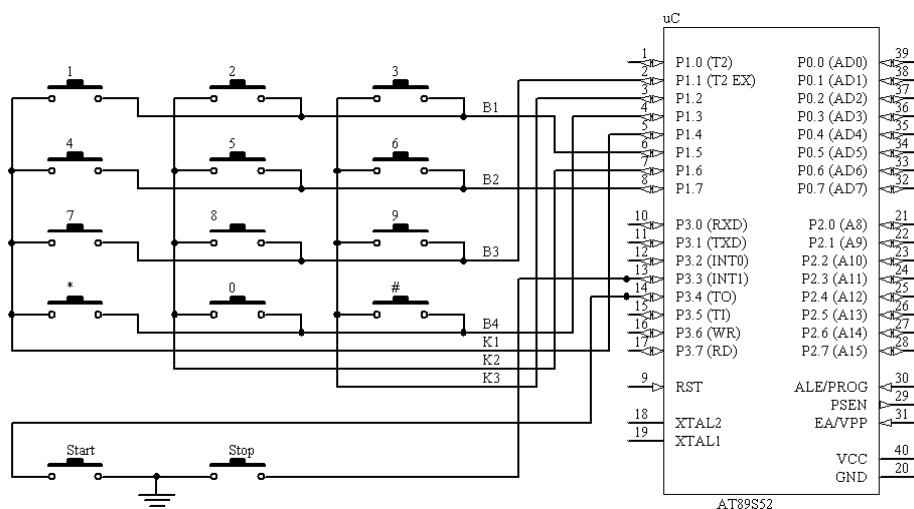 uC
1 P1.0 (T2) P0.0 (AD0) 39
2 P1.1 (T2 EX) P0.1 (AD1) 38
3 P1.2 P0.2 (AD2) 37
4 P1.3 P0.3 (AD3) 36
5 P1.4 P0.4 (AD4) 35
6 P1.5 P0.5 (AD5) 34
7 P1.6 P0.6 (AD6) 33
8 P1.7 P0.7 (AD7) 32
10 P3.0 (RXD) P2.0 (A8) 21
11 P3.1 (TXD) P2.1 (A9) 22
12 P3.2 (INT0) P2.2 (A10) 23
13 P3.3 (INT1) P2.3 (A11) 24
14 P3.4 (TO) P2.4 (A12) 25
15 P3.5 (TI) P2.5 (A13) 26
16 P3.6 (WR) P2.6 (A14) 27
17 P3.7 (RD) P2.7 (A15) 28
9 RST ALE/PROG 30
PSEN 29
18 XTAL2 EA/VPP 31
19 XTAL1
VCC 40
GND 20
AT89S52
1 2 3
B1
4 5 6
B2
7 8 9
B3
* 0 #
B4
K1
K2
K3
Start Stop